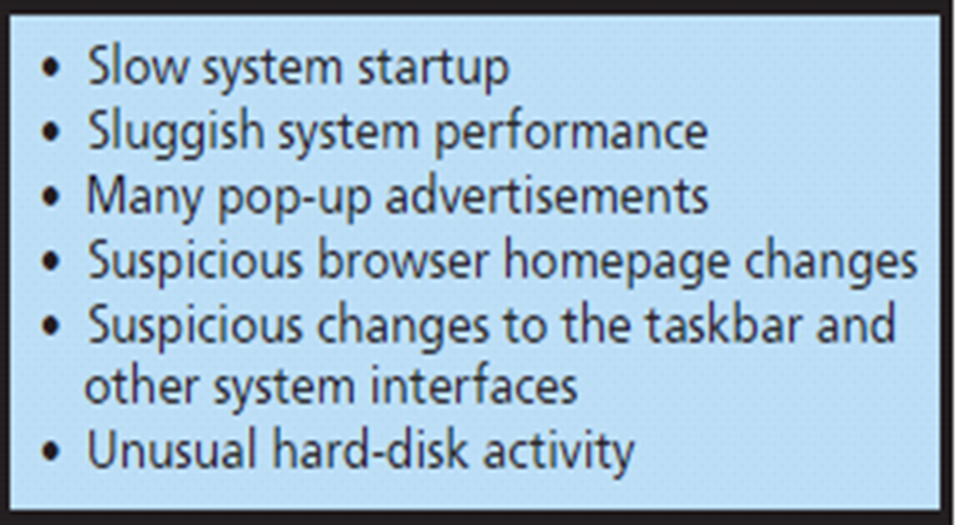 • Slow system startup
• Sluggish system performance
• Many pop-up advertisements
• Suspicious browser homepage changes
• Suspicious changes to the taskbar and
other system interfaces
• Unusual hard-disk activity